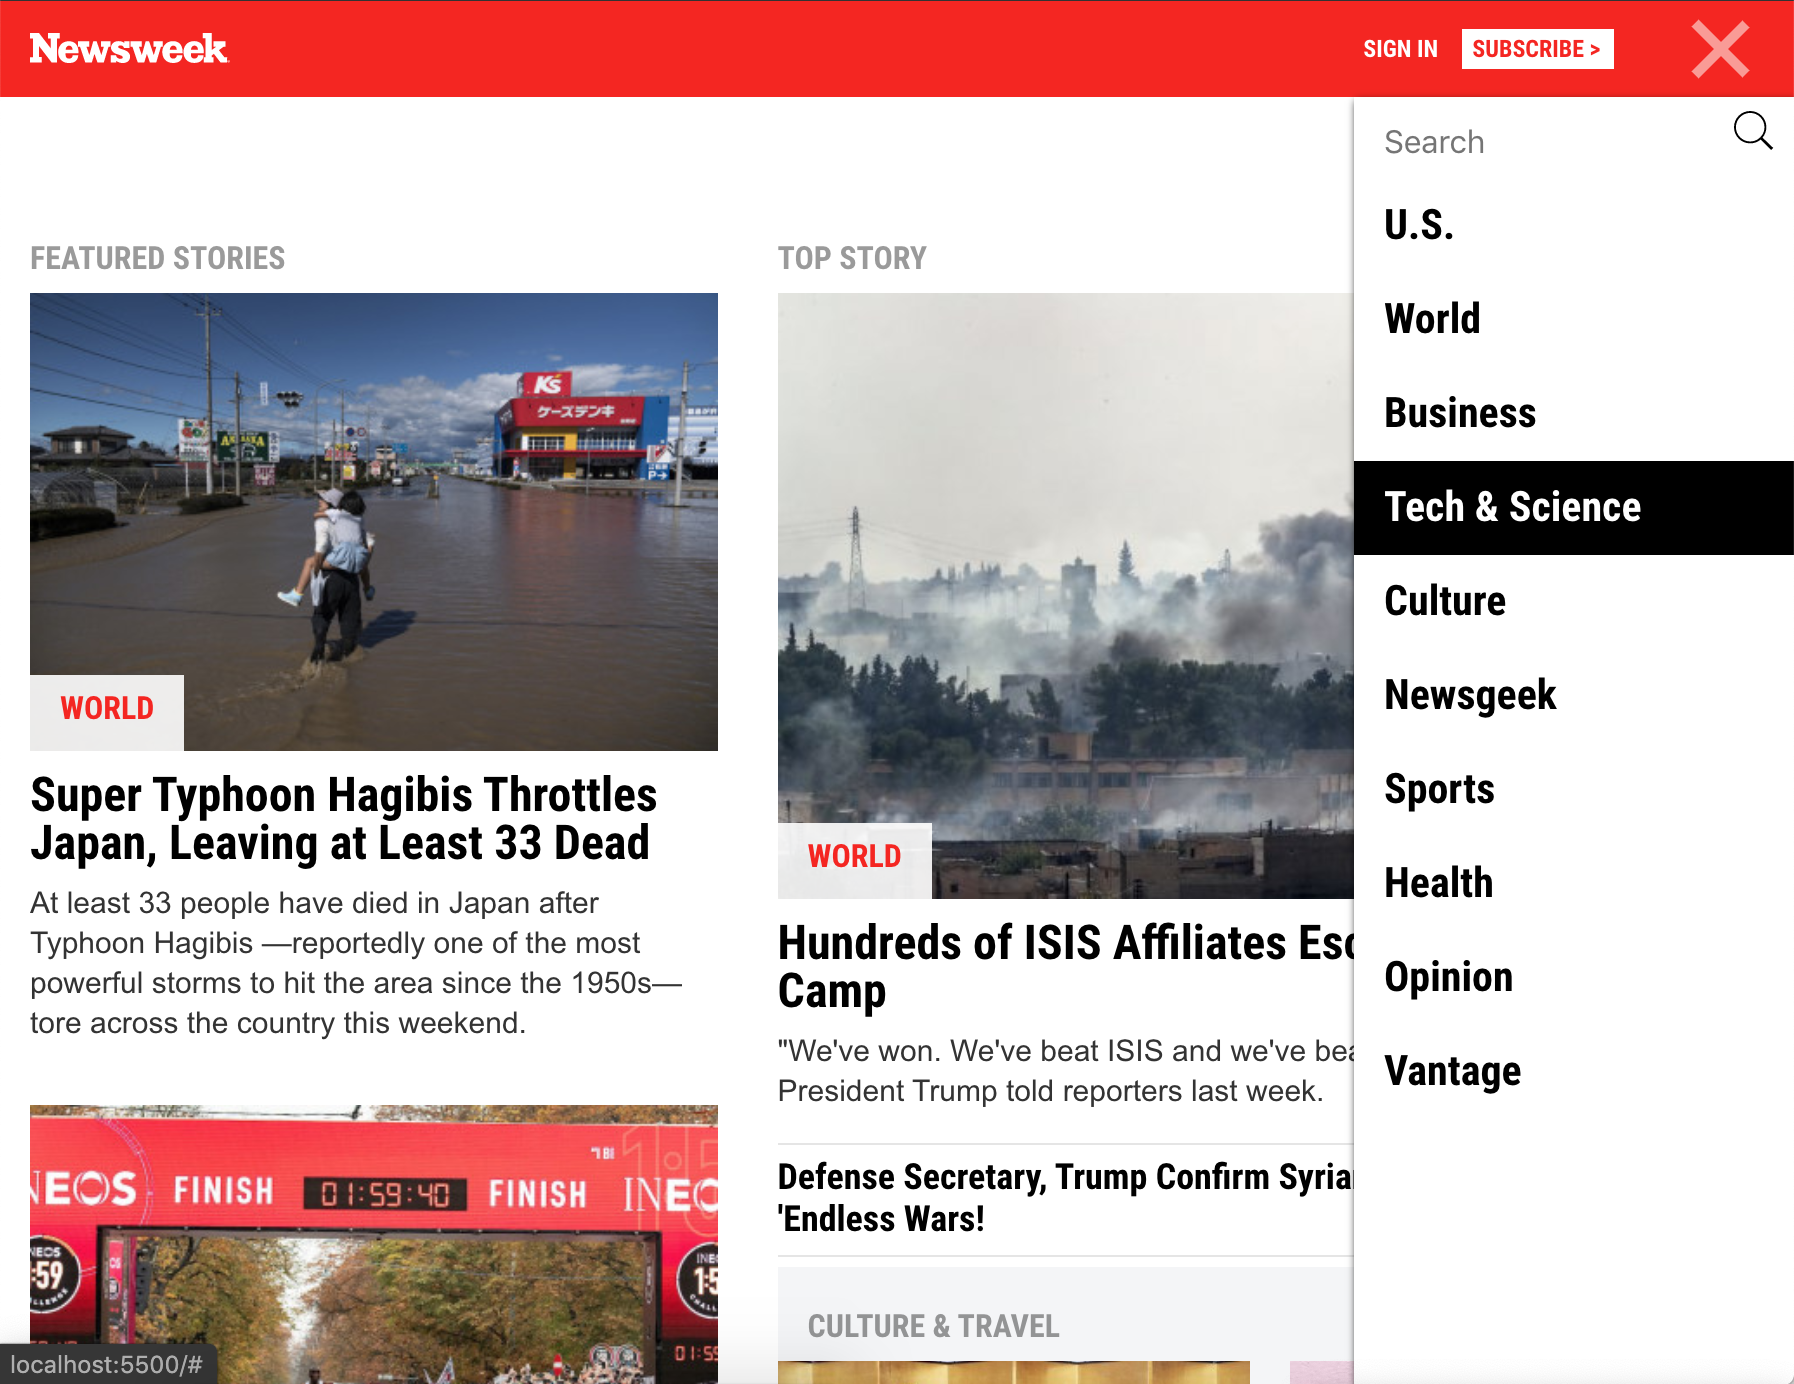 Newsweek
SIGN IN
SUBSCRIBE >
Search
U.S.
World
Business
Tech & Science
Culture
Newsgeek
Sports
Health
Opinion
Vantage
FEATURED STORIES
K's
ケーズデンキ
WORLD
Super Typhoon Hagibis Throttles
Japan, Leaving at Least 33 Dead
At least 33 people have died in Japan after
Typhoon Hagibis —reportedly one of the most
powerful storms to hit the area since the 1950s—
tore across the country this weekend.
INEOS FINISH 01:59:40 FINISH INEO
INEOS
:59
TOP STORY
WORLD
Hundreds of ISIS Affiliates Esc
Camp
"We've won. We've beat ISIS and we've bea
President Trump told reporters last week.
Defense Secretary, Trump Confirm Syria
'Endless Wars!
CULTURE & TRAVEL
localhost:5500/#